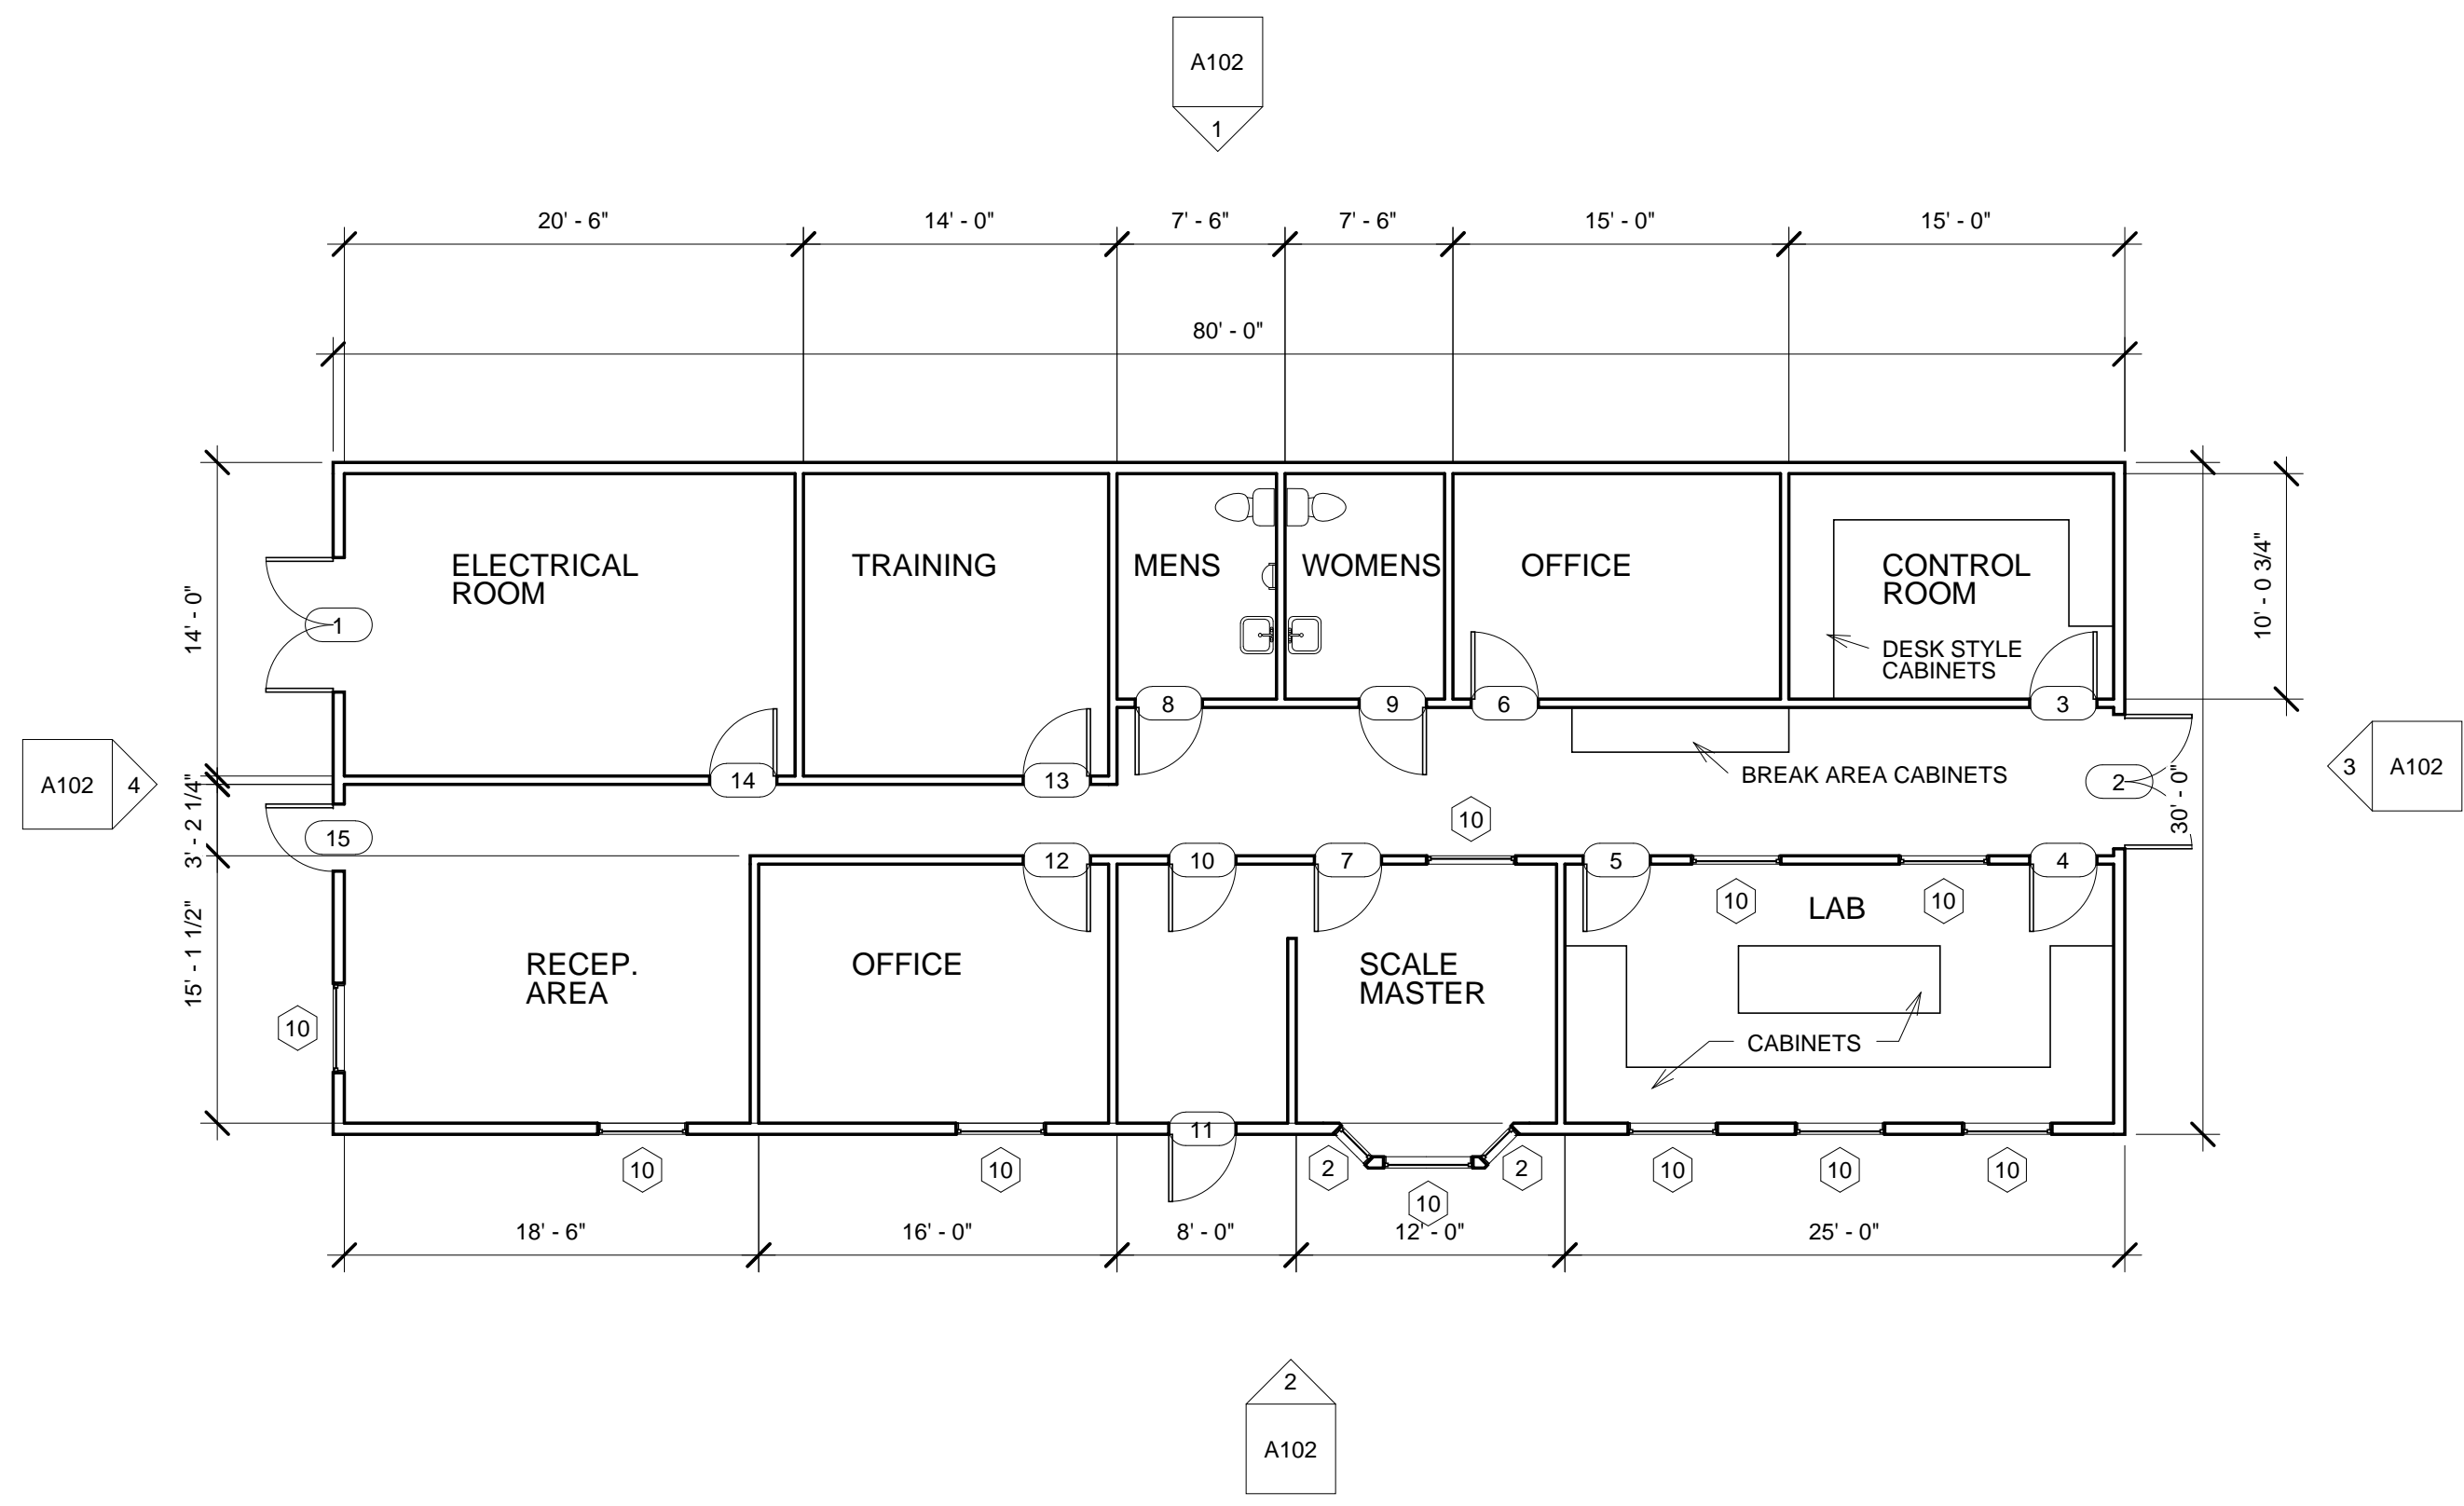 A102
1
20' - 6"
14' - 0"
7' - 6"
7' - 6"
15' - 0"
15' - 0"
80' - 0"
ELECTRICAL
ROOM
TRAINING
MENS
WOMENS
OFFICE
CONTROL
ROOM
14' - 0"
10' - 0 3/4"
1
DESK STYLE
CABINETS
8
9
6
3
A102
4
14
13
BREAK AREA CABINETS
2
3
A102
3' - 2 1/4"
30' - 0"
15
10
12
10
7
5
4
10
10
LAB
15' - 1 1/2"
RECEP.
AREA
OFFICE
SCALE
MASTER
10
CABINETS
11
10
10
2
2
10
10
10
10
18' - 6"
16' - 0"
8' - 0"
12' - 0"
25' - 0"
2
A102